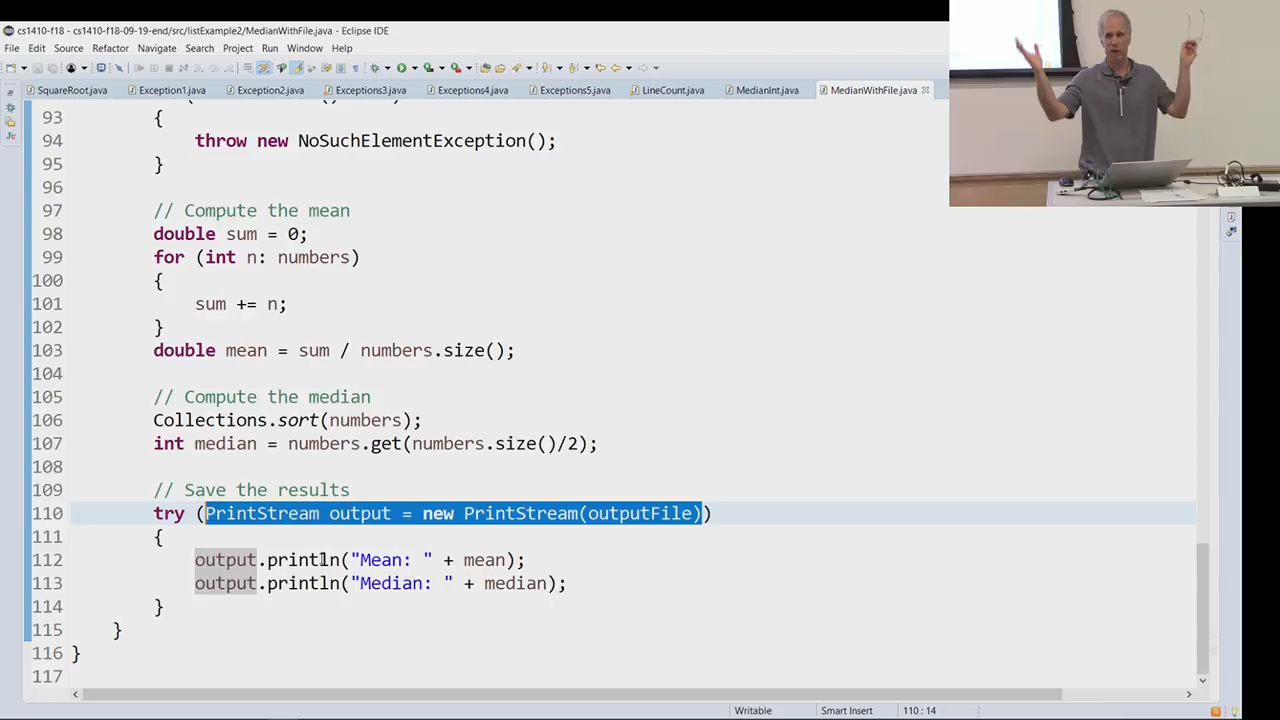 cs1410-f18 - cs1410-f18-09-19-end/src/listExample2/MedianWithFile.java - Eclipse IDE
File Edit Source Refactor Navigate Search Project Run Window Help
SquareRoot.java Exception1.java Exception2.java Exceptions3.java Exceptions4.java Exceptions5.java LineCount.java MedianInt.java MedianWithFile.java
93 {
94 throw new NoSuchElementException();
95 }
96
97 // Compute the mean
98 double sum = 0;
99 for (int n: numbers)
100 {
101 sum += n;
102 }
103 double mean = sum / numbers.size();
104
105 // Compute the median
106 Collections.sort(numbers);
107 int median = numbers.get(numbers.size()/2);
108
109 // Save the results
110 try (PrintStream output = new PrintStream(outputFile))
111 {
112 output.println("Mean: " + mean);
113 output.println("Median: " + median);
114 }
115 }
116 }
117
Writable Smart Insert 110 : 14